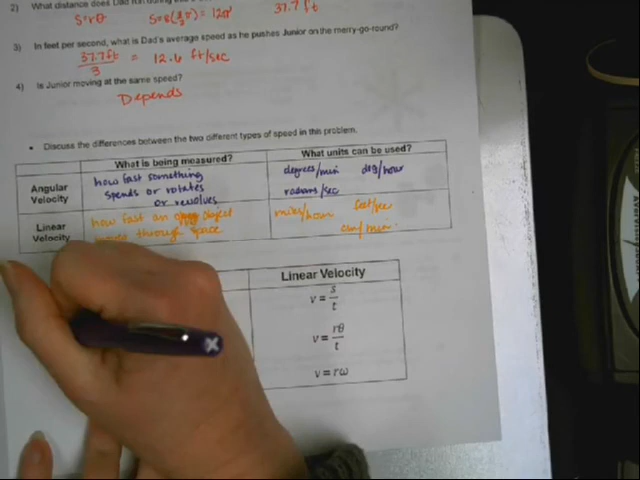 2) What distance does Dad
S=rθ
37.7 ft
3) In feet per second, what is Dad's average speed as he pushes Junior on the merry-go-round?
37.7ft/3 = 12.6 ft/sec
4) Is Junior moving at the same speed?
Depends
• Discuss the differences between the two different types of speed in this problem.
What is being measured? What units can be used?
Angular Velocity
how fast something
spends or rotates
or revolves
degrees/min deg/hour
radians/sec
Linear Velocity
how fast an object
through space
miles/hour feet/sec
cm/min
Linear Velocity
v = s/t
v = rθ/t
v = rω